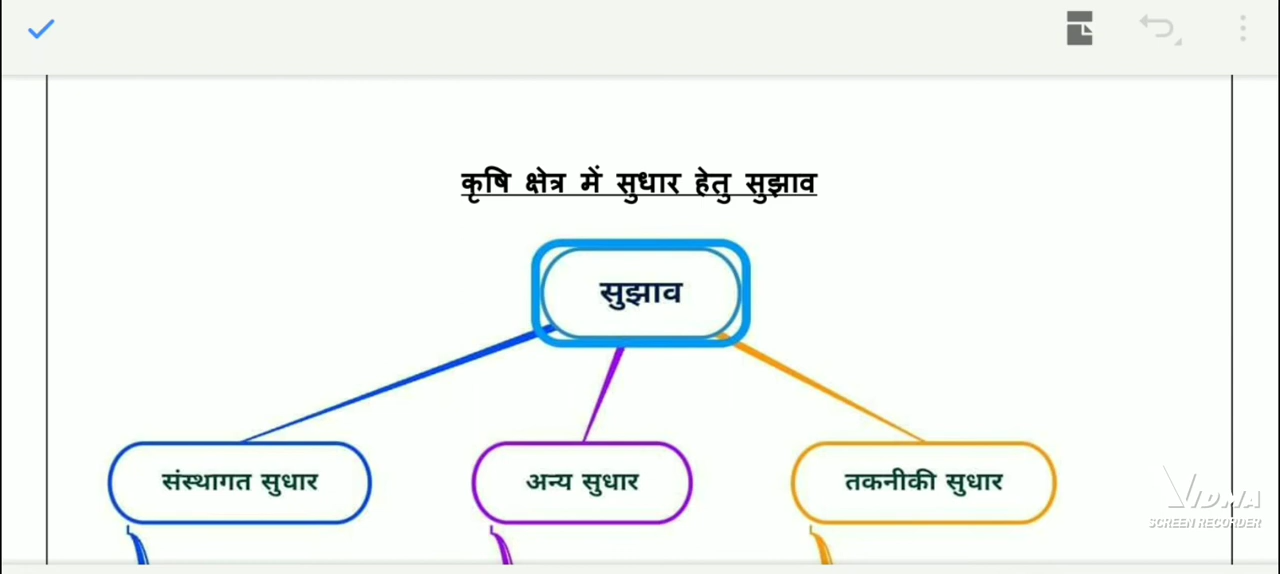 कृषि क्षेत्र में सुधार हेतु सुझाव
सुझाव
संस्थागत सुधार
अन्य सुधार
तकनीकी सुधार
VIDMA
SCREEN RECORDER